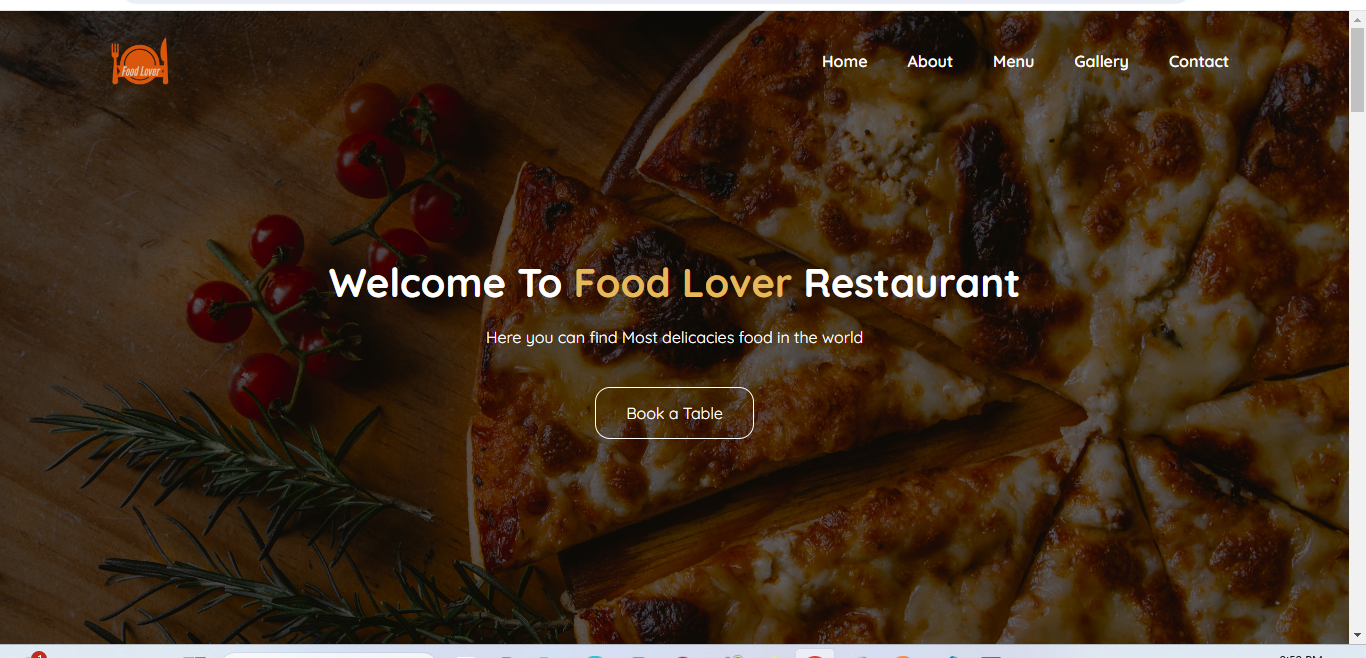 Food Lover
Home About Menu Gallery Contact
Welcome To Food Lover Restaurant
Here you can find Most delicacies food in the world
Book a Table